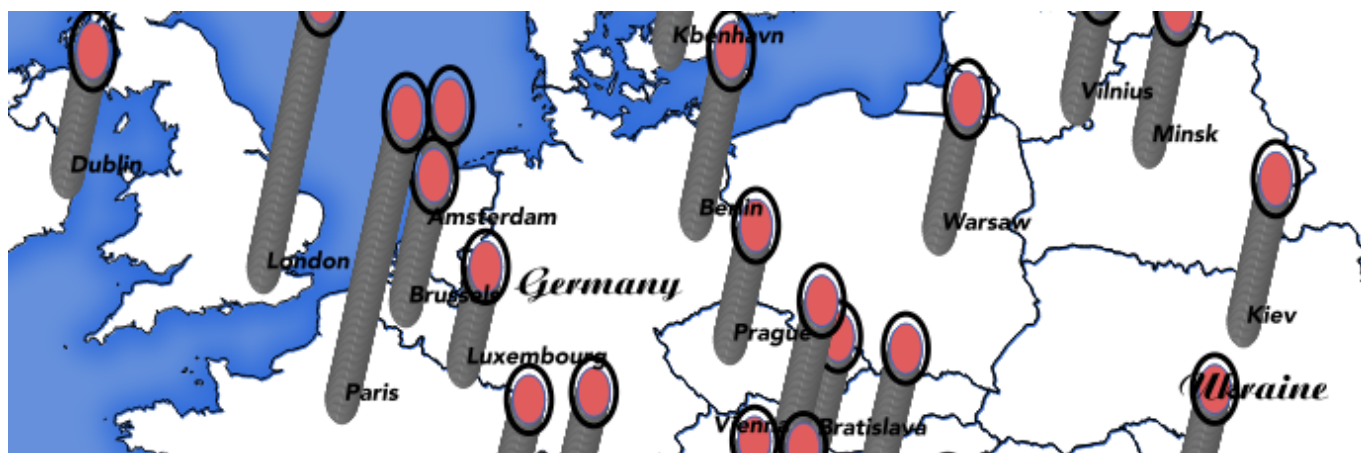 Kbenhavn
Vilnius
Minsk
Dublin
Berlin
Amsterdam
Warsaw
London
Germany
Brussels
Kiev
Prague
Luxembourg
Paris
Ukraine
Vienna
Bratislava